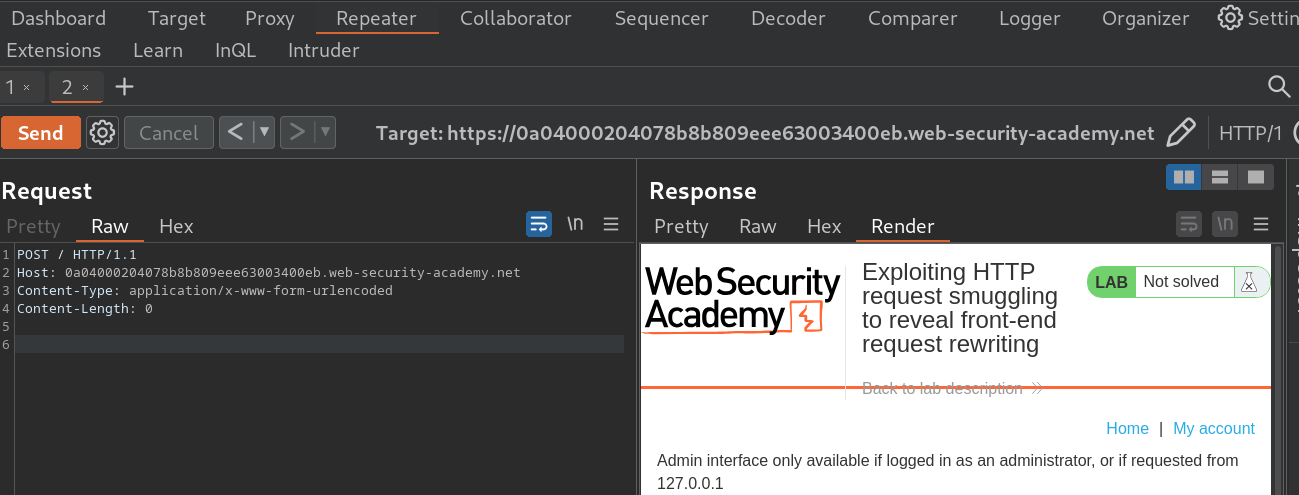 Dashboard Target Proxy Repeater Collaborator Sequencer Decoder Comparer Logger Organizer Settin
Extensions Learn InQL Intruder
1 × 2 × +
Send Cancel < > Target: https://0a04000204078b8b809eee63003400eb.web-security-academy.net HTTP/1
Request
Pretty Raw Hex \n
1 POST / HTTP/1.1
2 Host: 0a04000204078b8b809eee63003400eb.web-security-academy.net
3 Content-Type: application/x-www-form-urlencoded
4 Content-Length: 0
5
6
Response
Pretty Raw Hex Render \n
Web Security
Academy
Exploiting HTTP
request smuggling
to reveal front-end
request rewriting
LAB Not solved
Back to lab description
Home | My account
Admin interface only available if logged in as an administrator, or if requested from
127.0.0.1